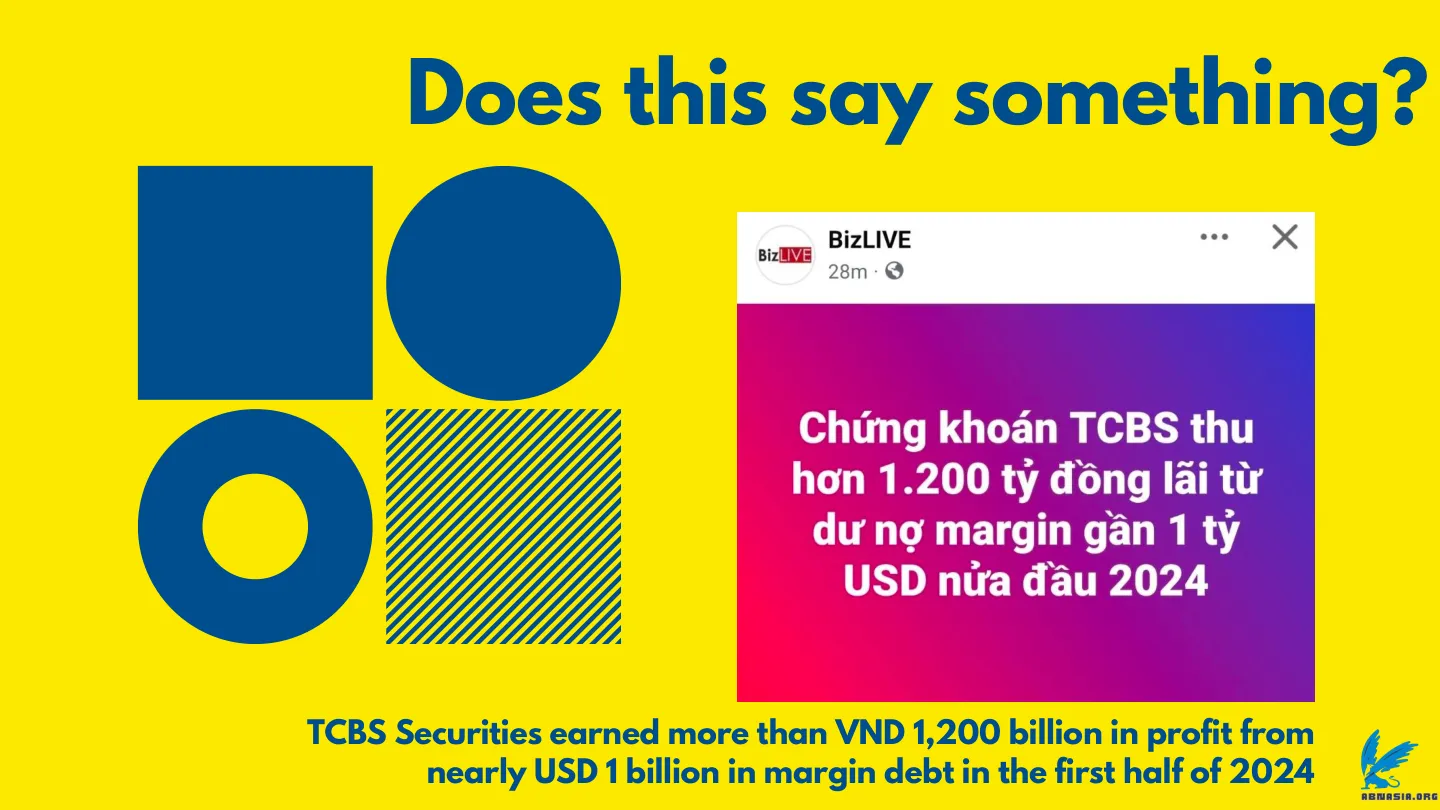 Does this say something?
BizLIVE
BizLIVE
28m ·
Chứng khoán TCBS thu
hơn 1.200 tỷ đồng lãi từ
dư nợ margin gần 1 tỷ
USD nửa đầu 2024
TCBS Securities earned more than VND 1,200 billion in profit from
nearly USD 1 billion in margin debt in the first half of 2024
ABNASIA.ORG